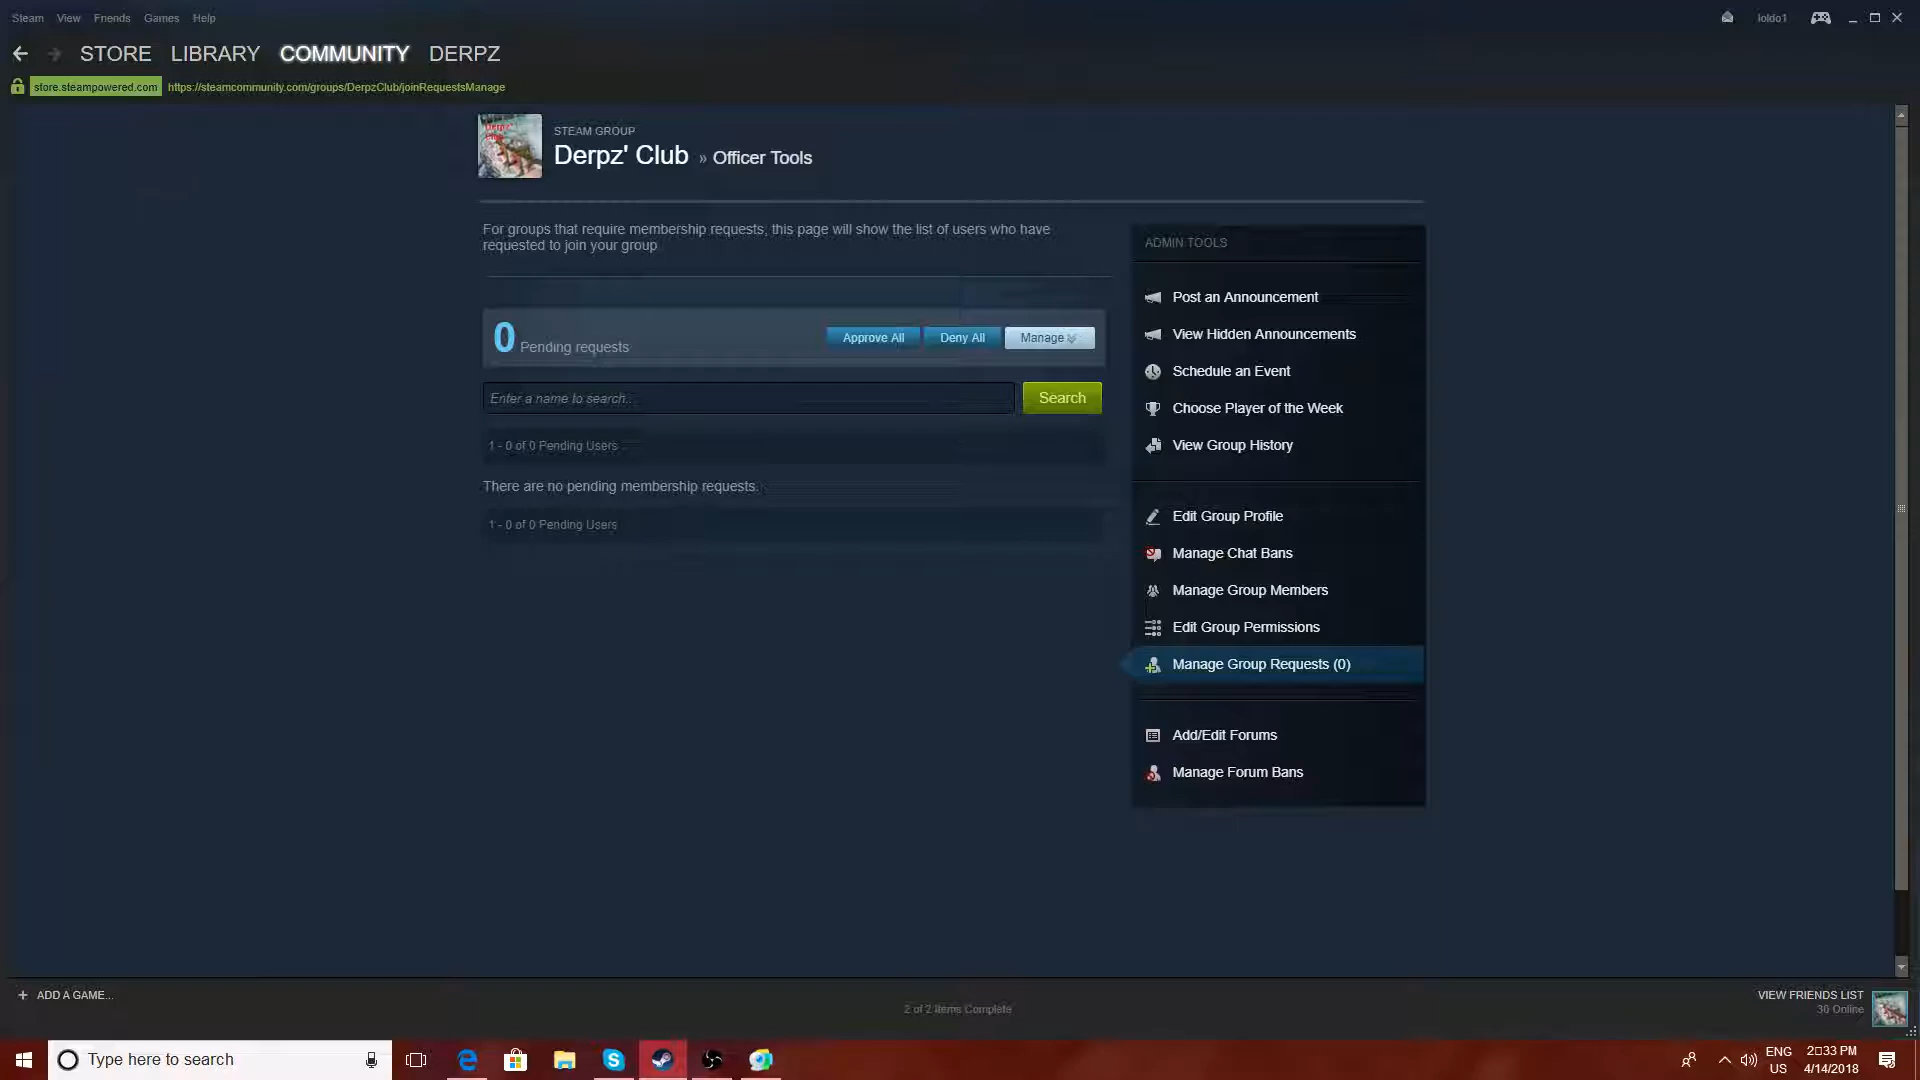 Steam View Friends Games Help
loldo1
STORE LIBRARY COMMUNITY DERPZ
store.steampowered.com https://steamcommunity.com/groups/DerpzClub/joinRequestsManage
STEAM GROUP
Derpz' Club » Officer Tools
For groups that require membership requests, this page will show the list of users who have
requested to join your group
0 Pending requests
Approve All
Deny All
Manage
Enter a name to search...
Search
1 - 0 of 0 Pending Users
There are no pending membership requests.
1 - 0 of 0 Pending Users
ADMIN TOOLS
Post an Announcement
View Hidden Announcements
Schedule an Event
Choose Player of the Week
View Group History
Edit Group Profile
Manage Chat Bans
Manage Group Members
Edit Group Permissions
Manage Group Requests (0)
Add/Edit Forums
Manage Forum Bans
+ ADD A GAME...
2 of 2 Items Complete
VIEW FRIENDS LIST
36 Online
Type here to search
ENG
US
2□33 PM
4/14/2018